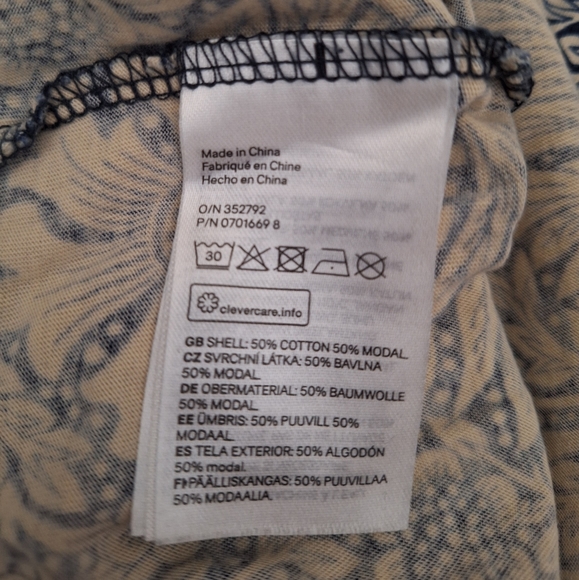 Made in China
Fabriqué en Chine
Hecho en China
O/N 352792
P/N 0701669 8
30
clevercare.info
GB SHELL: 50% COTTON 50% MODAL.
CZ SVRCHNÍ LÁTKA: 50% BAVLNA
50% MODAL.
DE OBERMATERIAL: 50% BAUMWOLLE
50% MODAL.
EE ÜMBRIS: 50% PUUVILL 50%
MODAAL.
ES TELA EXTERIOR: 50% ALGODÓN
50% modal.
FI PÄÄLLISKANGAS: 50% PUUVILLAA
50% MODAALIA.